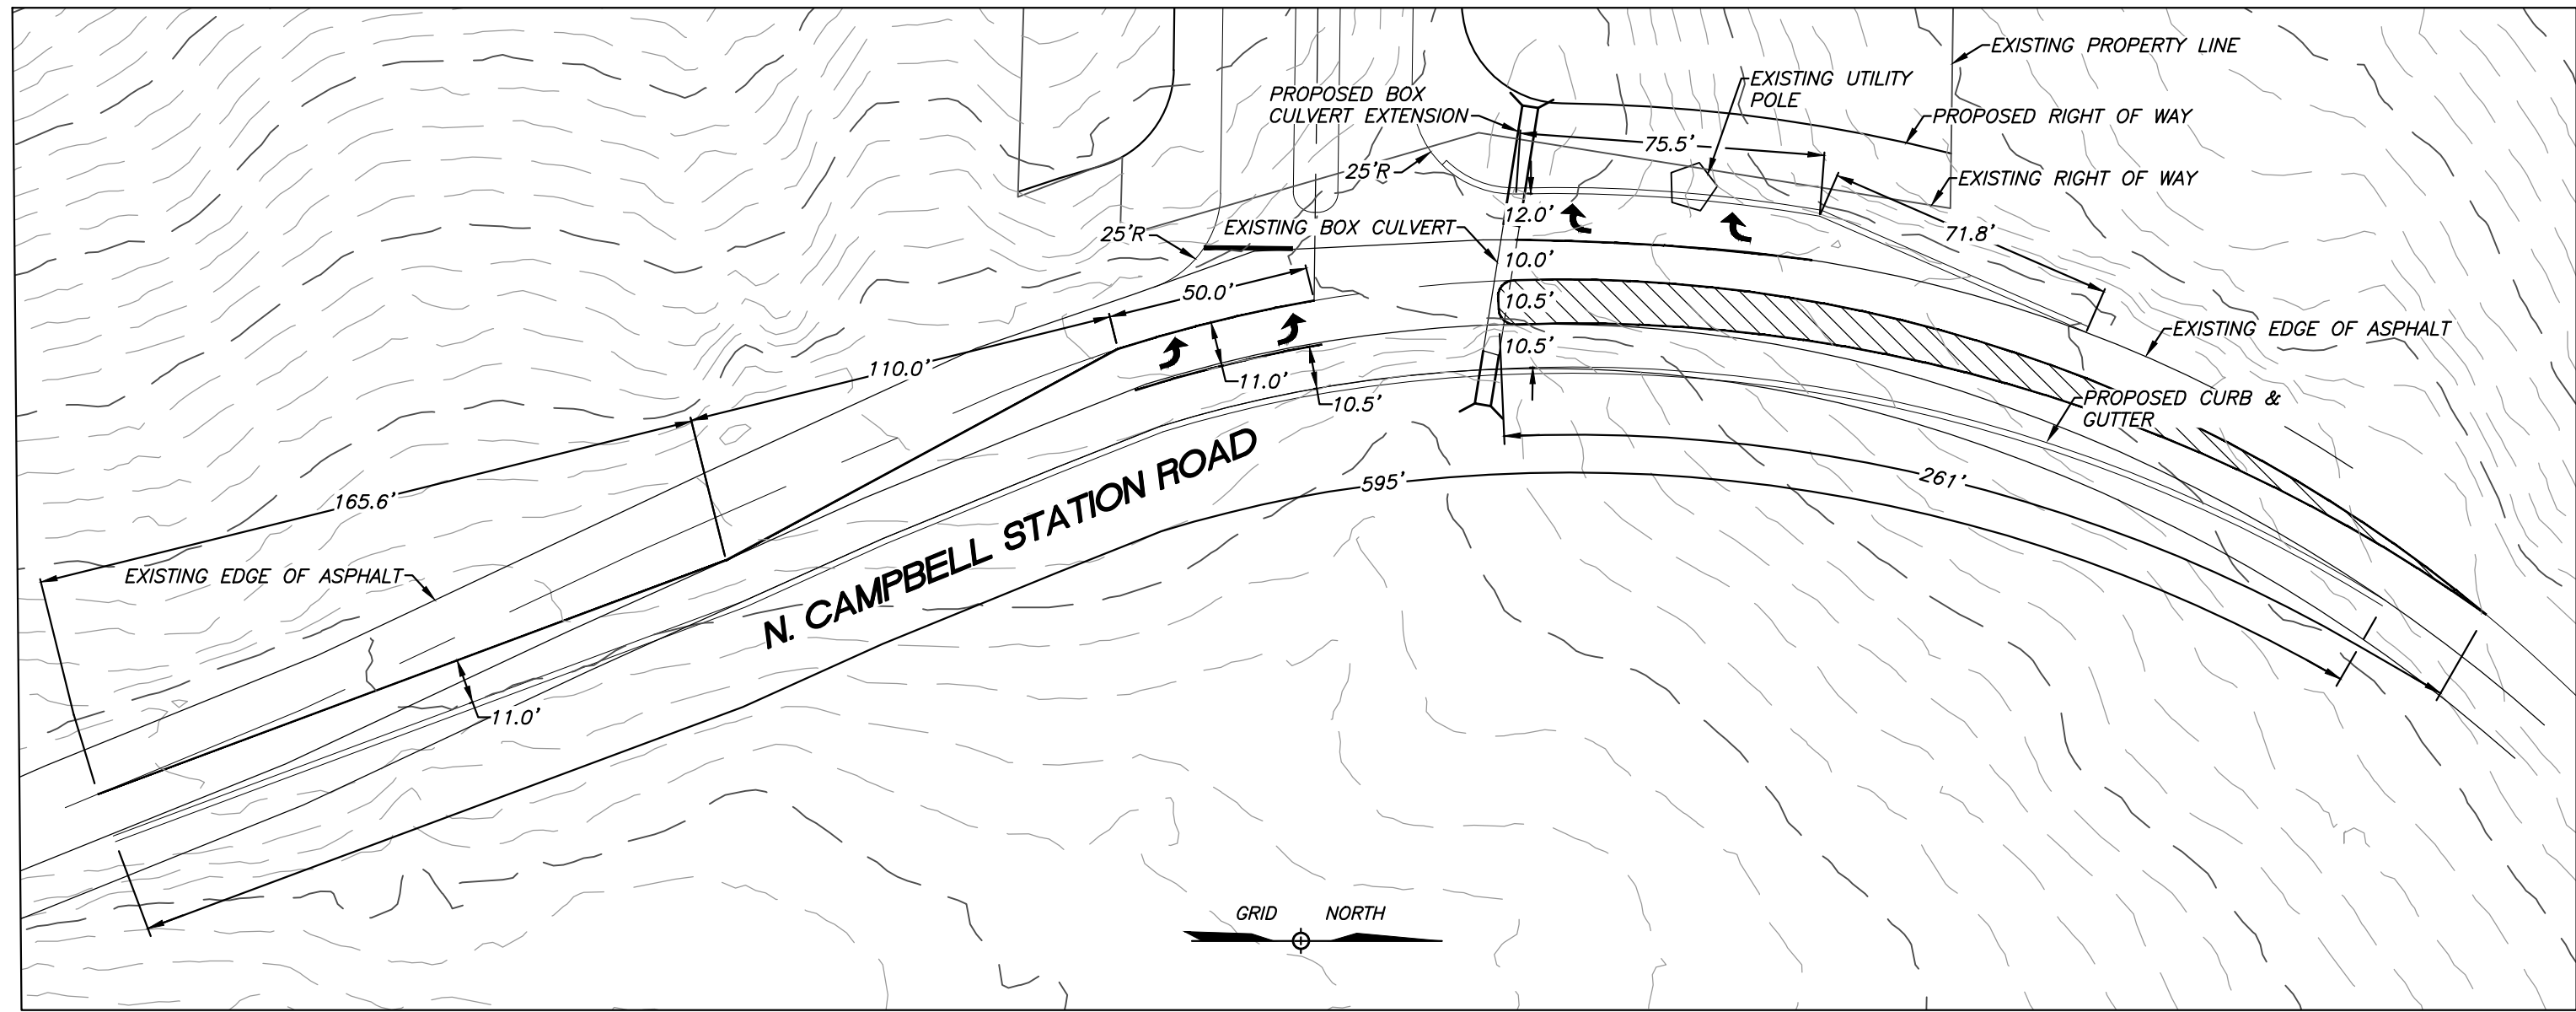 EXISTING PROPERTY LINE
EXISTING UTILITY
POLE
PROPOSED BOX
CULVERT EXTENSION
PROPOSED RIGHT OF WAY
75.5'
25'R
EXISTING RIGHT OF WAY
12.0'
EXISTING BOX CULVERT
25'R
71.8'
10.0'
50.0'
10.5'
EXISTING EDGE OF ASPHALT
10.5'
110.0'
11.0'
10.5'
PROPOSED CURB &
GUTTER
165.6'
595'
261'
N. CAMPBELL STATION ROAD
EXISTING EDGE OF ASPHALT
11.0'
GRID NORTH